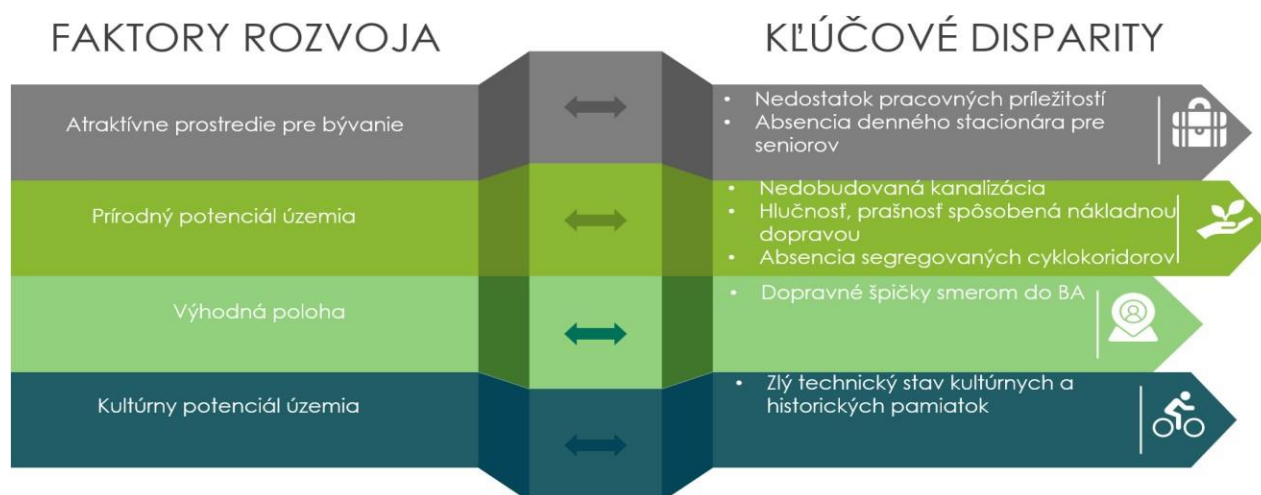 FAKTORY ROZVOJA
KĽÚČOVÉ DISPARITY
Atraktívne prostredie pre bývanie
• Nedostatok pracovných príležitostí
• Absencia denného stacionára pre
seniorov
Prírodný potenciál územia
• Nedobudovaná kanalizácia
• Hlučnosť, prašnosť spôsobená nákladnou
dopravou
• Absencia segregovaných cyklokoridorov
Výhodná poloha
• Dopravné špičky smerom do BA
Kultúrny potenciál územia
• Zlý technický stav kultúrnych a
historických pamiatok